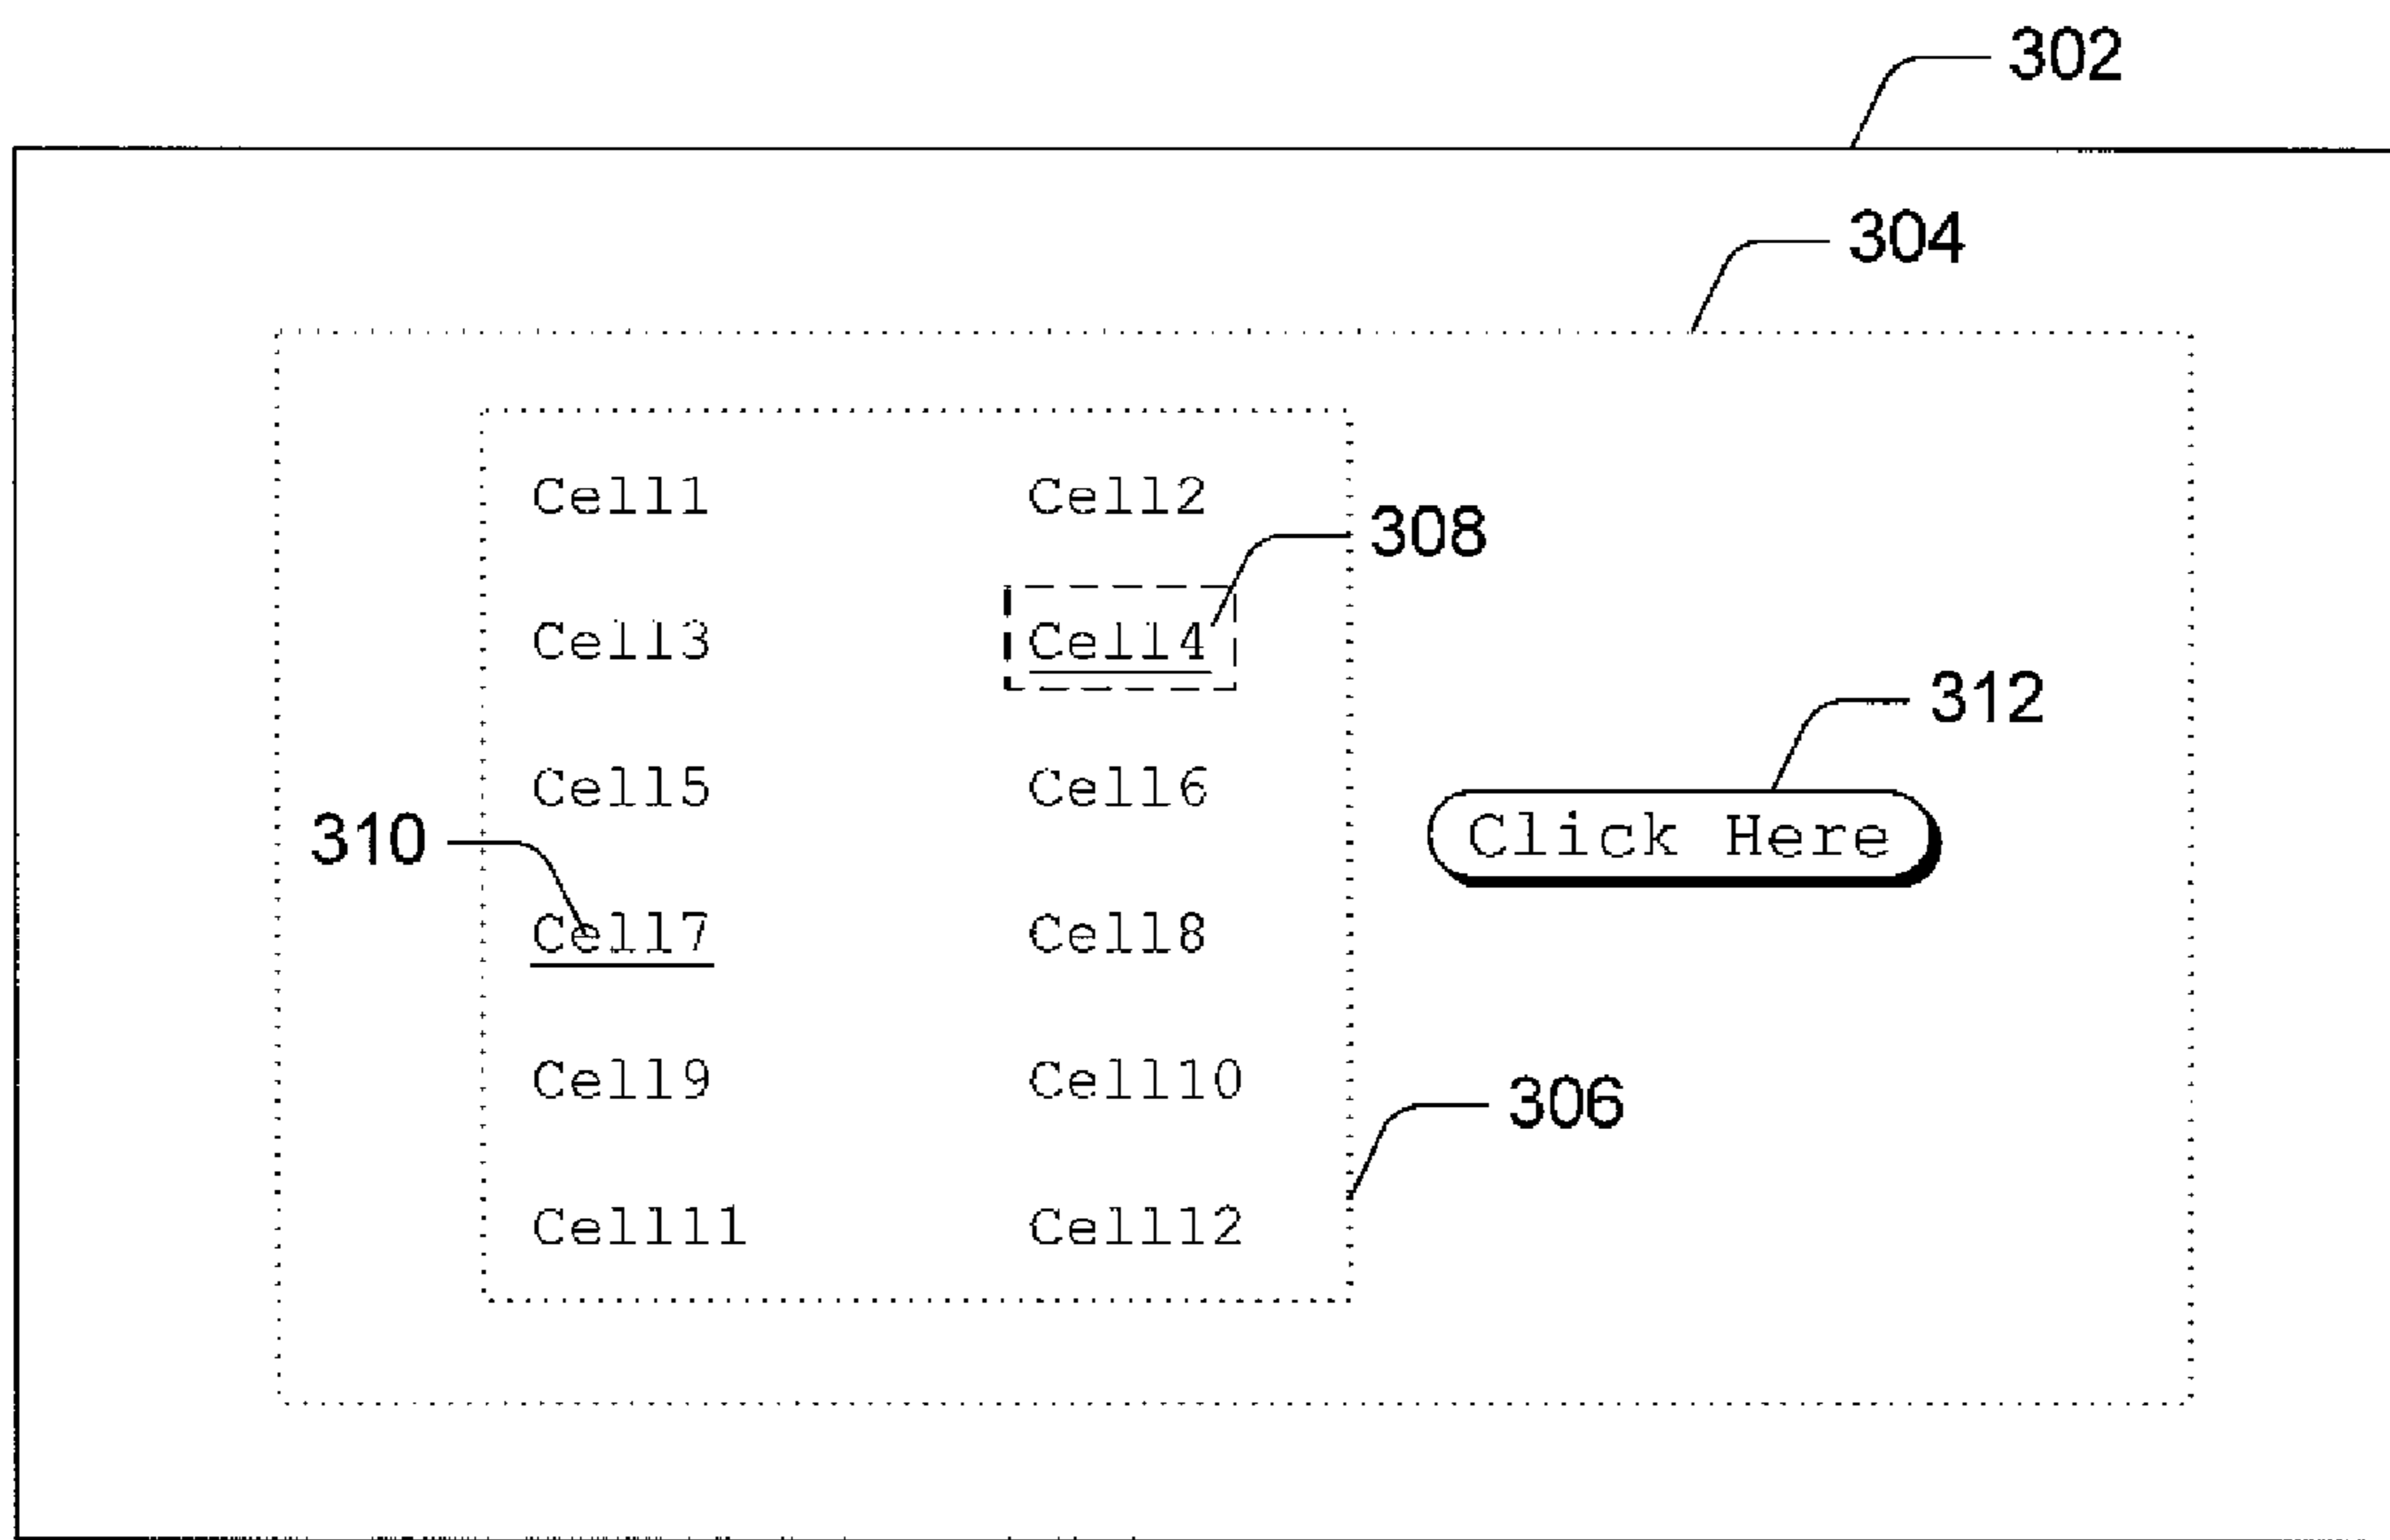 302
304
Cell1 Cell2
308
Cell3 Cell4
312
Cell5 Cell6
310 Click Here
Cell7 Cell8
Cell9 Cell10
306
Cell11 Cell12